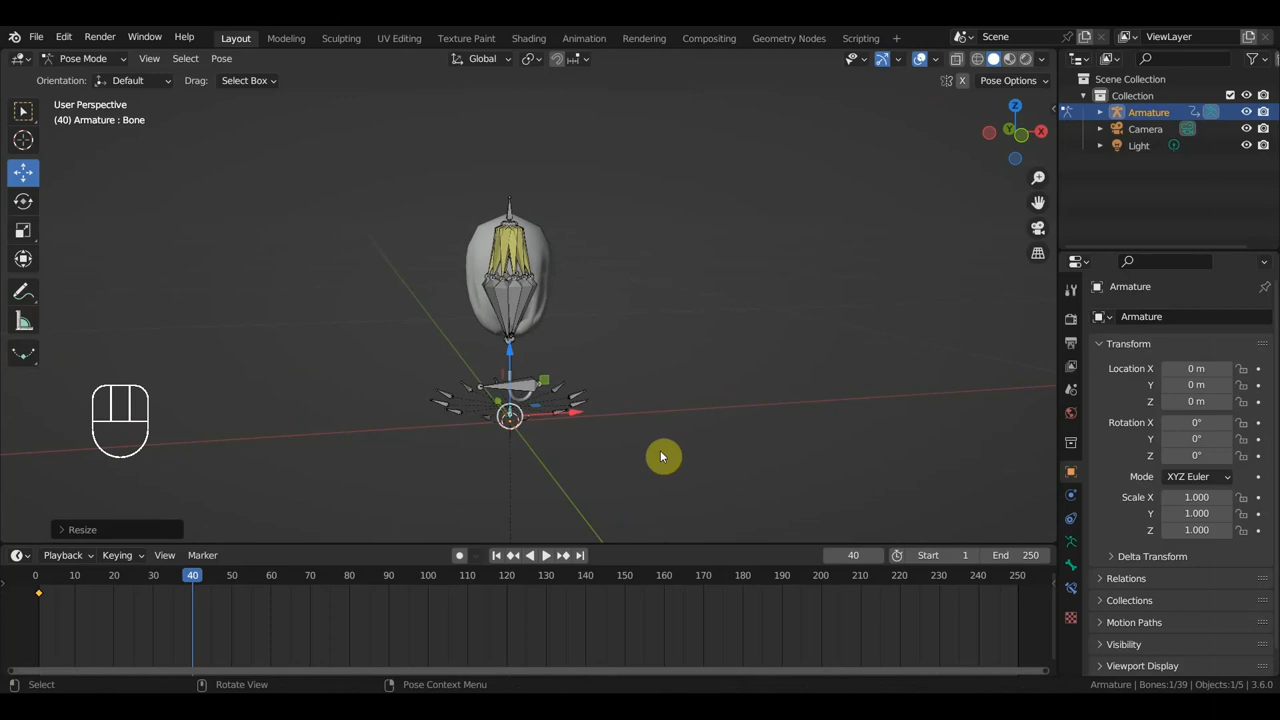 File Edit Render Window Help Layout Modeling Sculpting UV Editing Texture Paint Shading Animation Rendering Compositing Geometry Nodes Scripting + Scene ViewLayer
Pose Mode View Select Pose Global
Orientation: Default Drag: Select Box X Pose Options
User Perspective
(40) Armature : Bone
Z
X
Y
Resize
Scene Collection
Collection
Armature
Camera
Light
Armature
Armature
Transform
Location X 0 m
Y 0 m
Z 0 m
Rotation X 0°
Y 0°
Z 0°
Mode XYZ Euler
Scale X 1.000
Y 1.000
Z 1.000
Delta Transform
Relations
Collections
Motion Paths
Visibility
Viewport Display
Playback Keying View Marker 40 Start 1 End 250
0 10 20 30 40 50 60 70 80 90 100 110 120 130 140 150 160 170 180 190 200 210 220 230 240 250
Select Rotate View Pose Context Menu Armature | Bones:1/39 | Objects:1/5 | 3.6.0